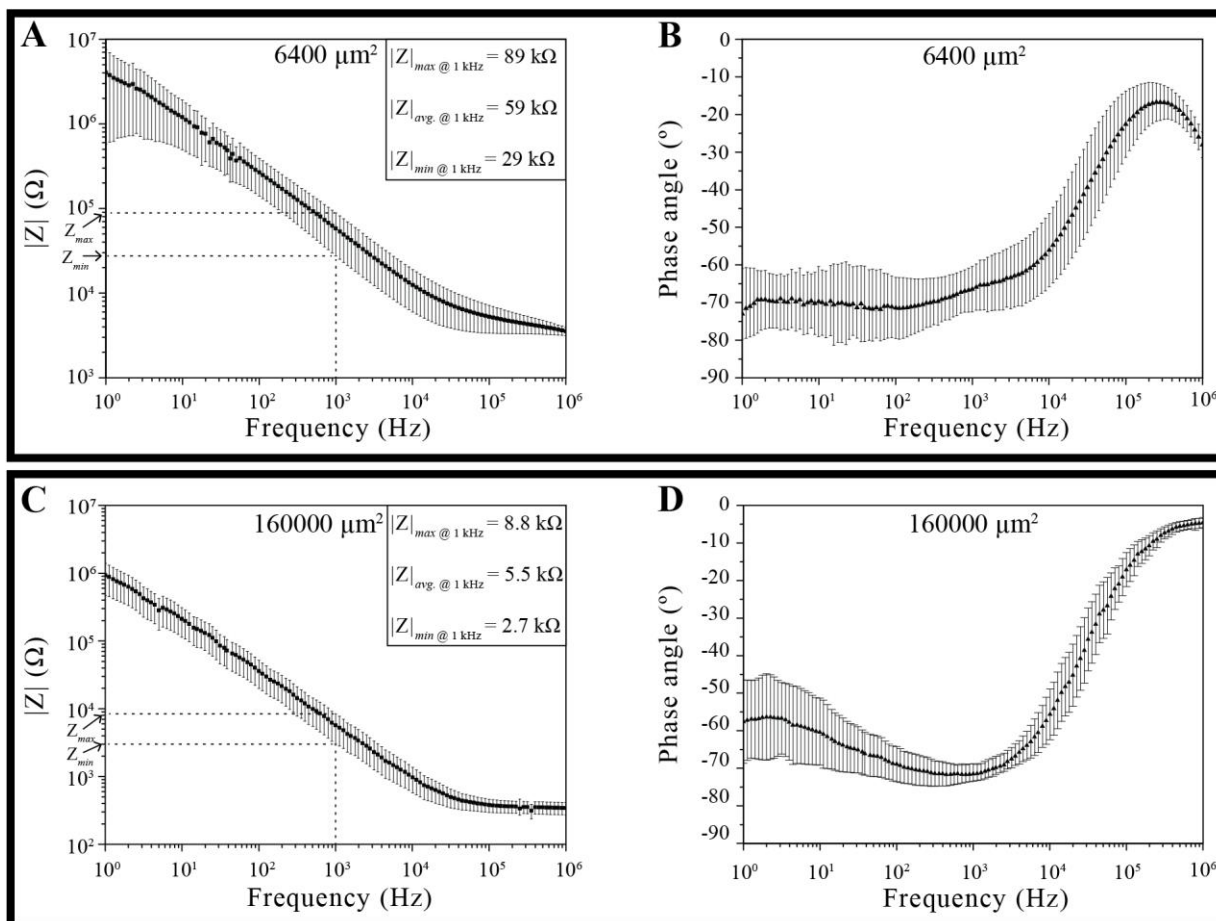 A
6400 µm²
|Z| max @ 1 kHz = 89 kΩ
|Z| avg. @ 1 kHz = 59 kΩ
|Z| min @ 1 kHz = 29 kΩ
|Z| (Ω)
10⁷
10⁶
10⁵
10⁴
10³
Zmax
Zmin
10⁰ 10¹ 10² 10³ 10⁴ 10⁵ 10⁶
Frequency (Hz)
B
6400 µm²
Phase angle (º)
0
-10
-20
-30
-40
-50
-60
-70
-80
-90
10⁰ 10¹ 10² 10³ 10⁴ 10⁵ 10⁶
Frequency (Hz)
C
160000 µm²
|Z| max @ 1 kHz = 8.8 kΩ
|Z| avg. @ 1 kHz = 5.5 kΩ
|Z| min @ 1 kHz = 2.7 kΩ
|Z| (Ω)
10⁷
10⁶
10⁵
10⁴
10³
10²
Zmax
Zmin
10⁰ 10¹ 10² 10³ 10⁴ 10⁵ 10⁶
Frequency (Hz)
D
160000 µm²
Phase angle (º)
0
-10
-20
-30
-40
-50
-60
-70
-80
-90
10⁰ 10¹ 10² 10³ 10⁴ 10⁵ 10⁶
Frequency (Hz)